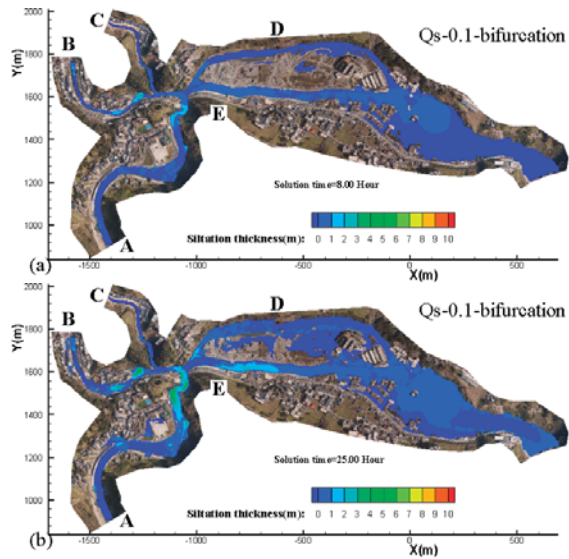 C
D
Qs-0.1-bifurcation
B
E
A
Y(m)
2000
1800
1600
1400
1200
1000
Solution time=8.00 Hour
Siltation thickness(m):
0 1 2 3 4 5 6 7 8 9 10
-1500 -1000 -500 0 500
X(m)
(a)
C
D
Qs-0.1-bifurcation
B
E
A
Y(m)
2000
1800
1600
1400
1200
1000
Solution time=25.00 Hour
Siltation thickness(m):
0 1 2 3 4 5 6 7 8 9 10
-1500 -1000 -500 0 500
X(m)
(b)